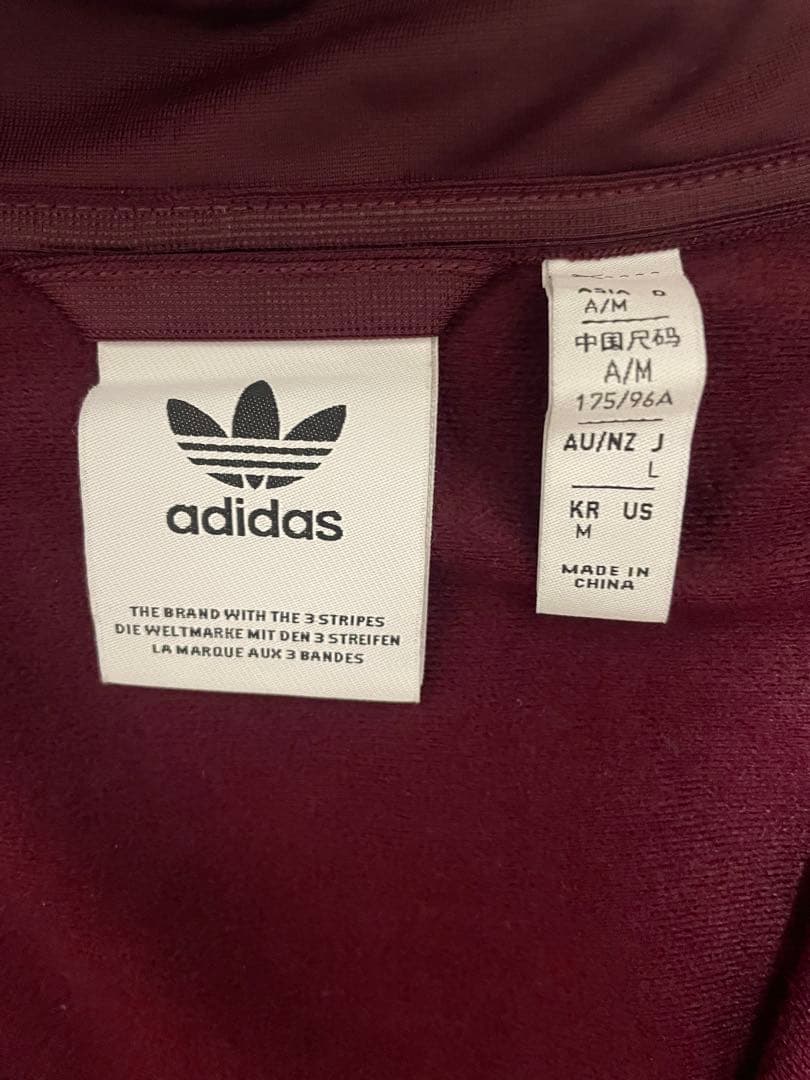 adidas
THE BRAND WITH THE 3 STRIPES
DIE WELTMARKE MIT DEN 3 STREIFEN
LA MARQUE AUX 3 BANDES
A/M
中国尺码
A/M
175/96A
AU/NZ J
L
KR US
M
MADE IN
CHINA